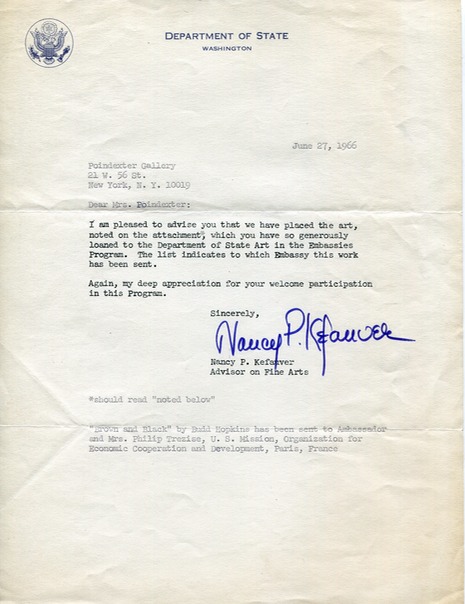 DEPARTMENT OF STATE
WASHINGTON
June 27, 1966
Poindexter Gallery
21 W. 56 St.
New York, N. Y. 10019
Dear Mrs. Poindexter:
I am pleased to advise you that we have placed the art,
noted on the attachment*, which you have so generously
loaned to the Department of State Art in the Embassies
Program. The list indicates to which Embassy this work
has been sent.
Again, my deep appreciation for your welcome participation
in this Program.
Sincerely,
Nancy P. Kefauver
Nancy P. Kefauver
Advisor on Fine Arts
*should read "noted below"
"Brown and Black" by Budd Hopkins has been sent to Ambassador
and Mrs. Philip Trezise, U. S. Mission, Organization for
Economic Cooperation and Development, Paris, France